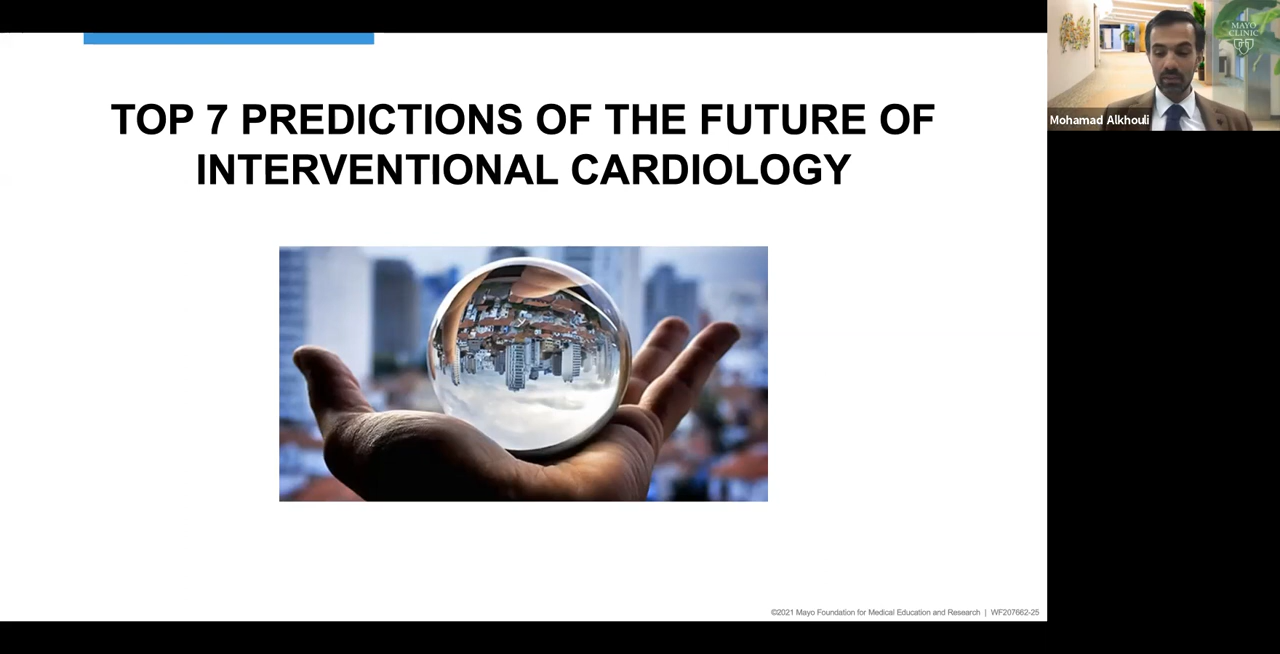 TOP 7 PREDICTIONS OF THE FUTURE OF
INTERVENTIONAL CARDIOLOGY
©2021 Mayo Foundation for Medical Education and Research | WF207662-25
MAYO
CLINIC
Mohamad Alkhouli